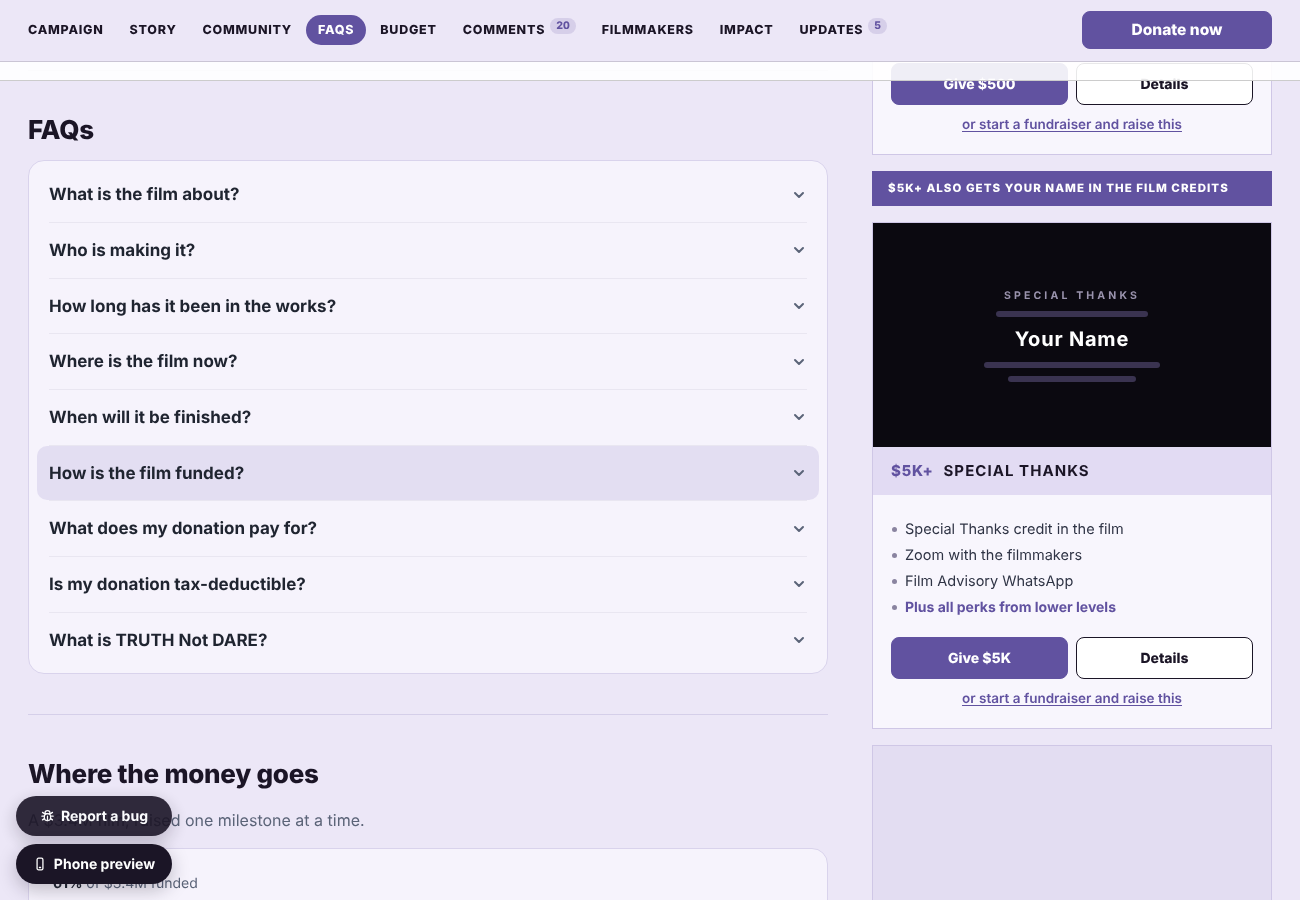 CAMPAIGN STORY COMMUNITY FAQS BUDGET COMMENTS 20 FILMMAKERS IMPACT UPDATES 5 Donate now
Give $500 Details
or start a fundraiser and raise this
FAQs
What is the film about?
Who is making it?
How long has it been in the works?
Where is the film now?
When will it be finished?
How is the film funded?
What does my donation pay for?
Is my donation tax-deductible?
What is TRUTH Not DARE?
$5K+ ALSO GETS YOUR NAME IN THE FILM CREDITS
SPECIAL THANKS
Your Name
$5K+ SPECIAL THANKS
Special Thanks credit in the film
Zoom with the filmmakers
Film Advisory WhatsApp
Plus all perks from lower levels
Give $5K Details
or start a fundraiser and raise this
Where the money goes
one milestone at a time.
Report a bug
Phone preview
funded